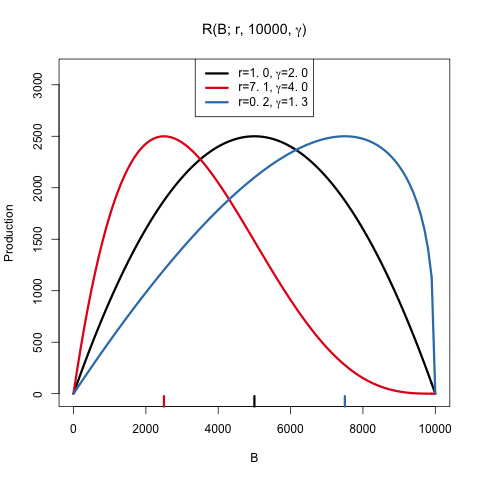 R(B; r, 10000, γ)
r=1. 0, γ=2. 0
r=7. 1, γ=4. 0
r=0. 2, γ=1. 3
Production
3000
2500
2000
1500
1000
500
0
0 2000 4000 6000 8000 10000
B